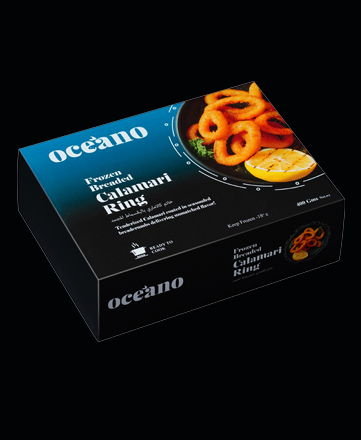 oceano
Frozen
Breaded
Calamari
Ring
Tenderized Calamari coated in seasoned
breadcrumbs delivering unmatched flavor!
READY TO
COOK
Keep Frozen -18°c
400 Gms
oceano
Frozen
Breaded
Calamari
Ring